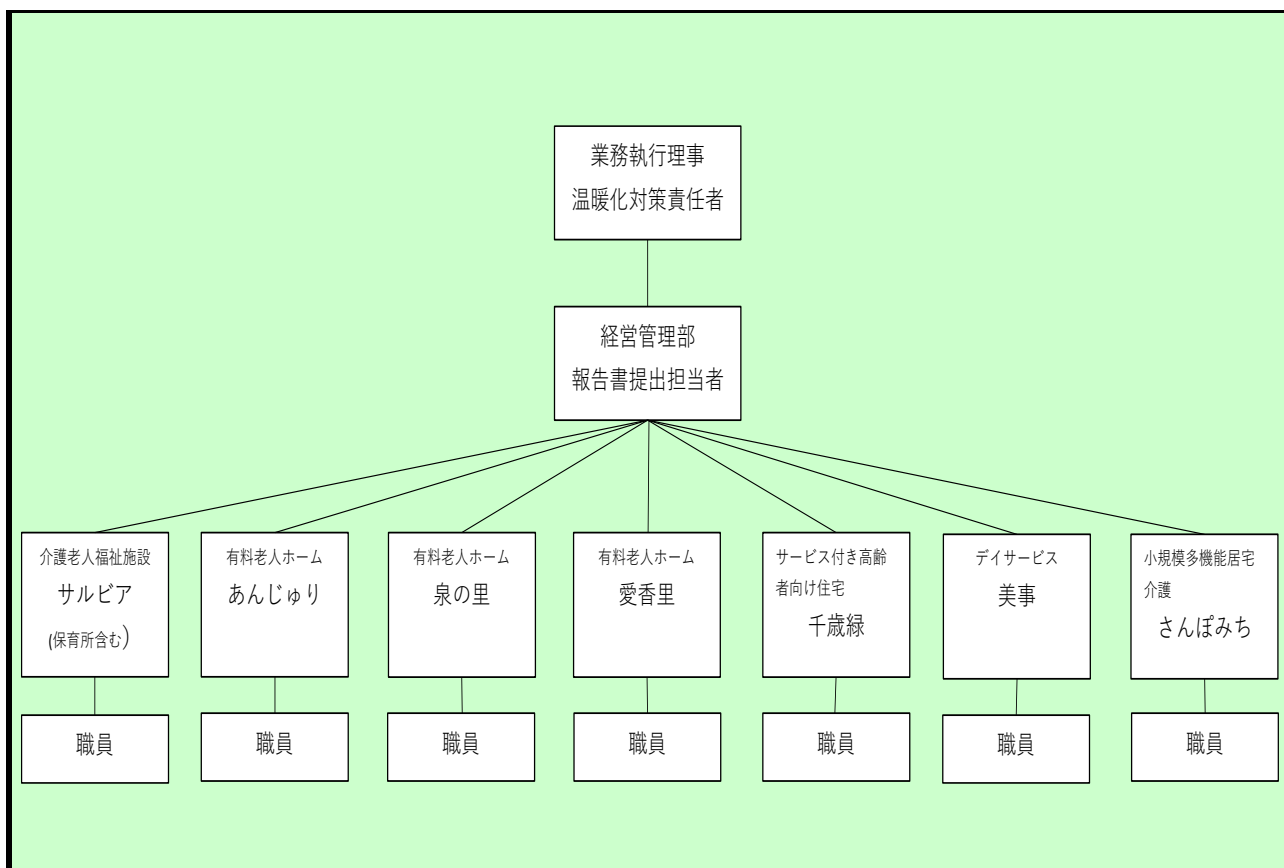 業務執行理事
温暖化対策責任者
経営管理部
報告書提出担当者
介護老人福祉施設
サルビア
(保育所含む)
有料老人ホーム
あんじゅり
有料老人ホーム
泉の里
有料老人ホーム
愛香里
サービス付き高齢
者向け住宅
千歳緑
デイサービス
美事
小規模多機能居宅
介護
さんぽみち
職員
職員
職員
職員
職員
職員
職員